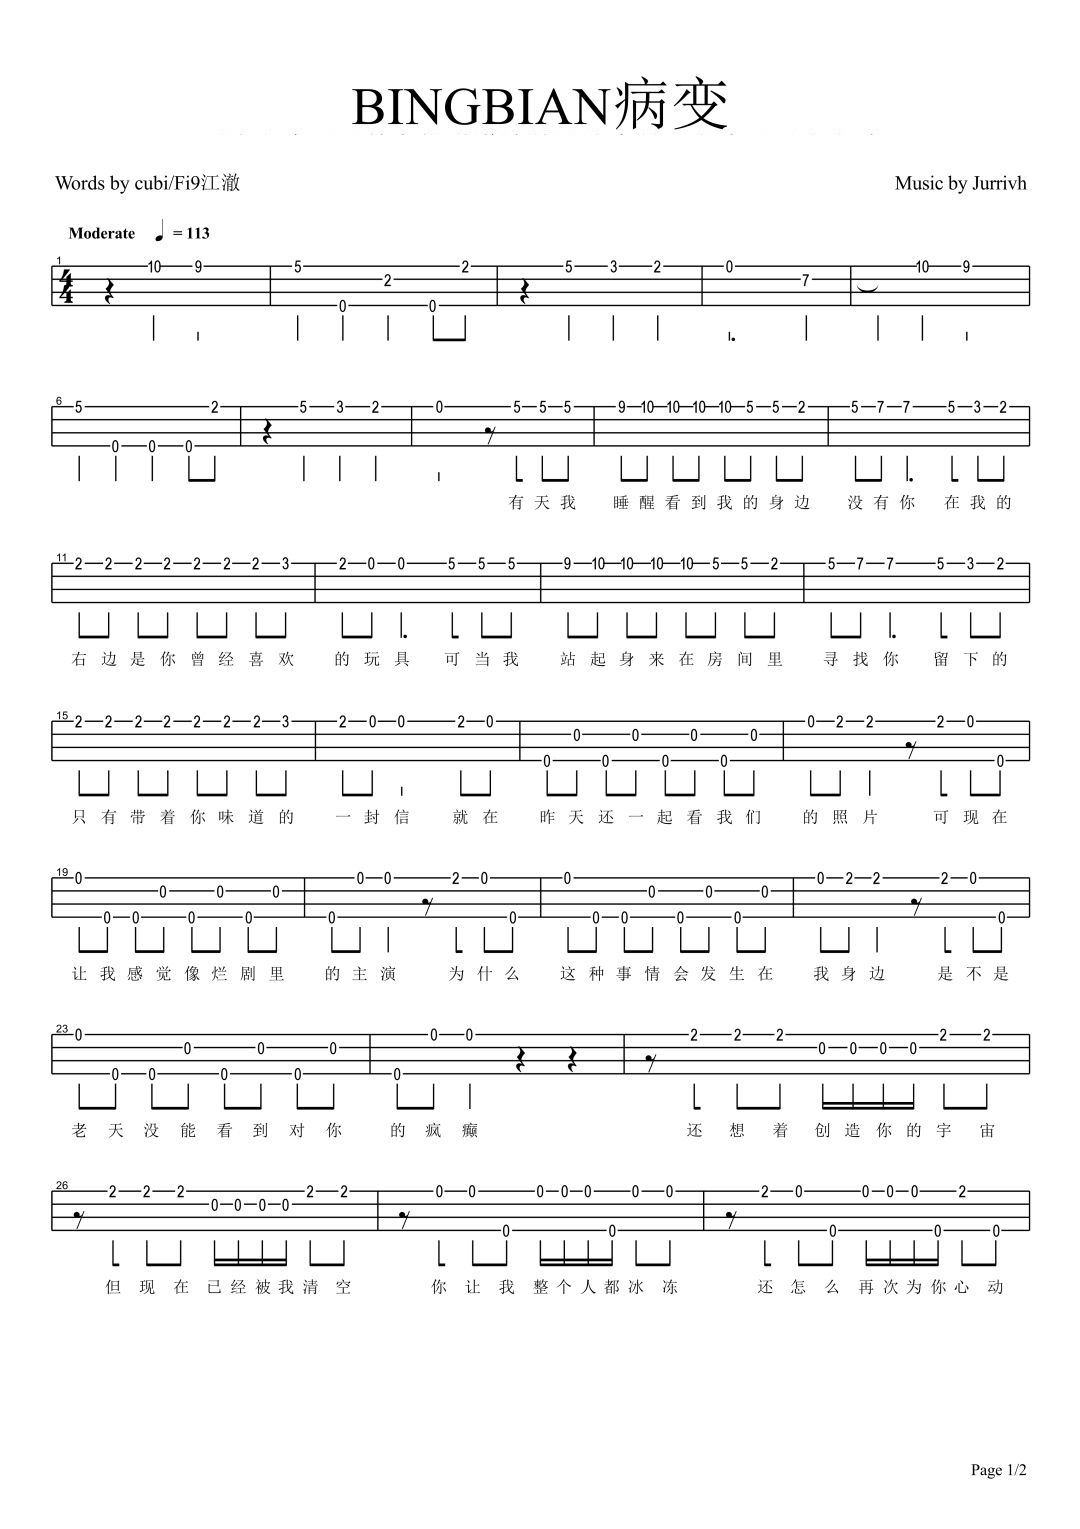 BINGBIAN病变
Words by cubi/Fi9江澈
Music by Jurrivh
Moderate ♩ = 113
1 4 4 10 9 5 0 2 0 2 5 3 2 0 7 10 9
6 5 0 0 0 2 5 3 2 0 5 5 5 9 10 10 10 10 5 5 2 5 7 7 5 3 2
有天我 睡醒看到我的身边 没有你 在我的
11 2 2 2 2 2 2 2 3 2 0 0 5 5 5 9 10 10 10 10 5 5 2 5 7 7 5 3 2
右边是你曾经喜欢 的玩具 可当我 站起身来在房间里 寻找你 留下的
15 2 2 2 2 2 2 2 3 2 0 0 2 0 0 0 0 0 0 0 0 0 0 2 2 2 0 0
只有带着你味道的 一封信 就在 昨天还一起看我们 的照片 可现在
19 0 0 0 0 0 0 0 0 0 0 0 2 0 0 0 0 0 0 0 0 0 0 0 2 2 2 0 0
让我感觉像烂剧里 的主演 为什么 这种事情会发生在 我身边 是不是
23 0 0 0 0 0 0 0 0 0 0 0 2 2 2 0 0 0 0 2 2
老天没能看到对你 的疯癫 还想着创造你的宇宙
26 2 2 2 0 0 0 0 2 2 0 0 0 0 0 0 0 0 0 2 0 0 0 0 0 0 2 0
但现在已经被我清空 你让我整个人都冰冻 还怎么再次为你心动
Page 1/2